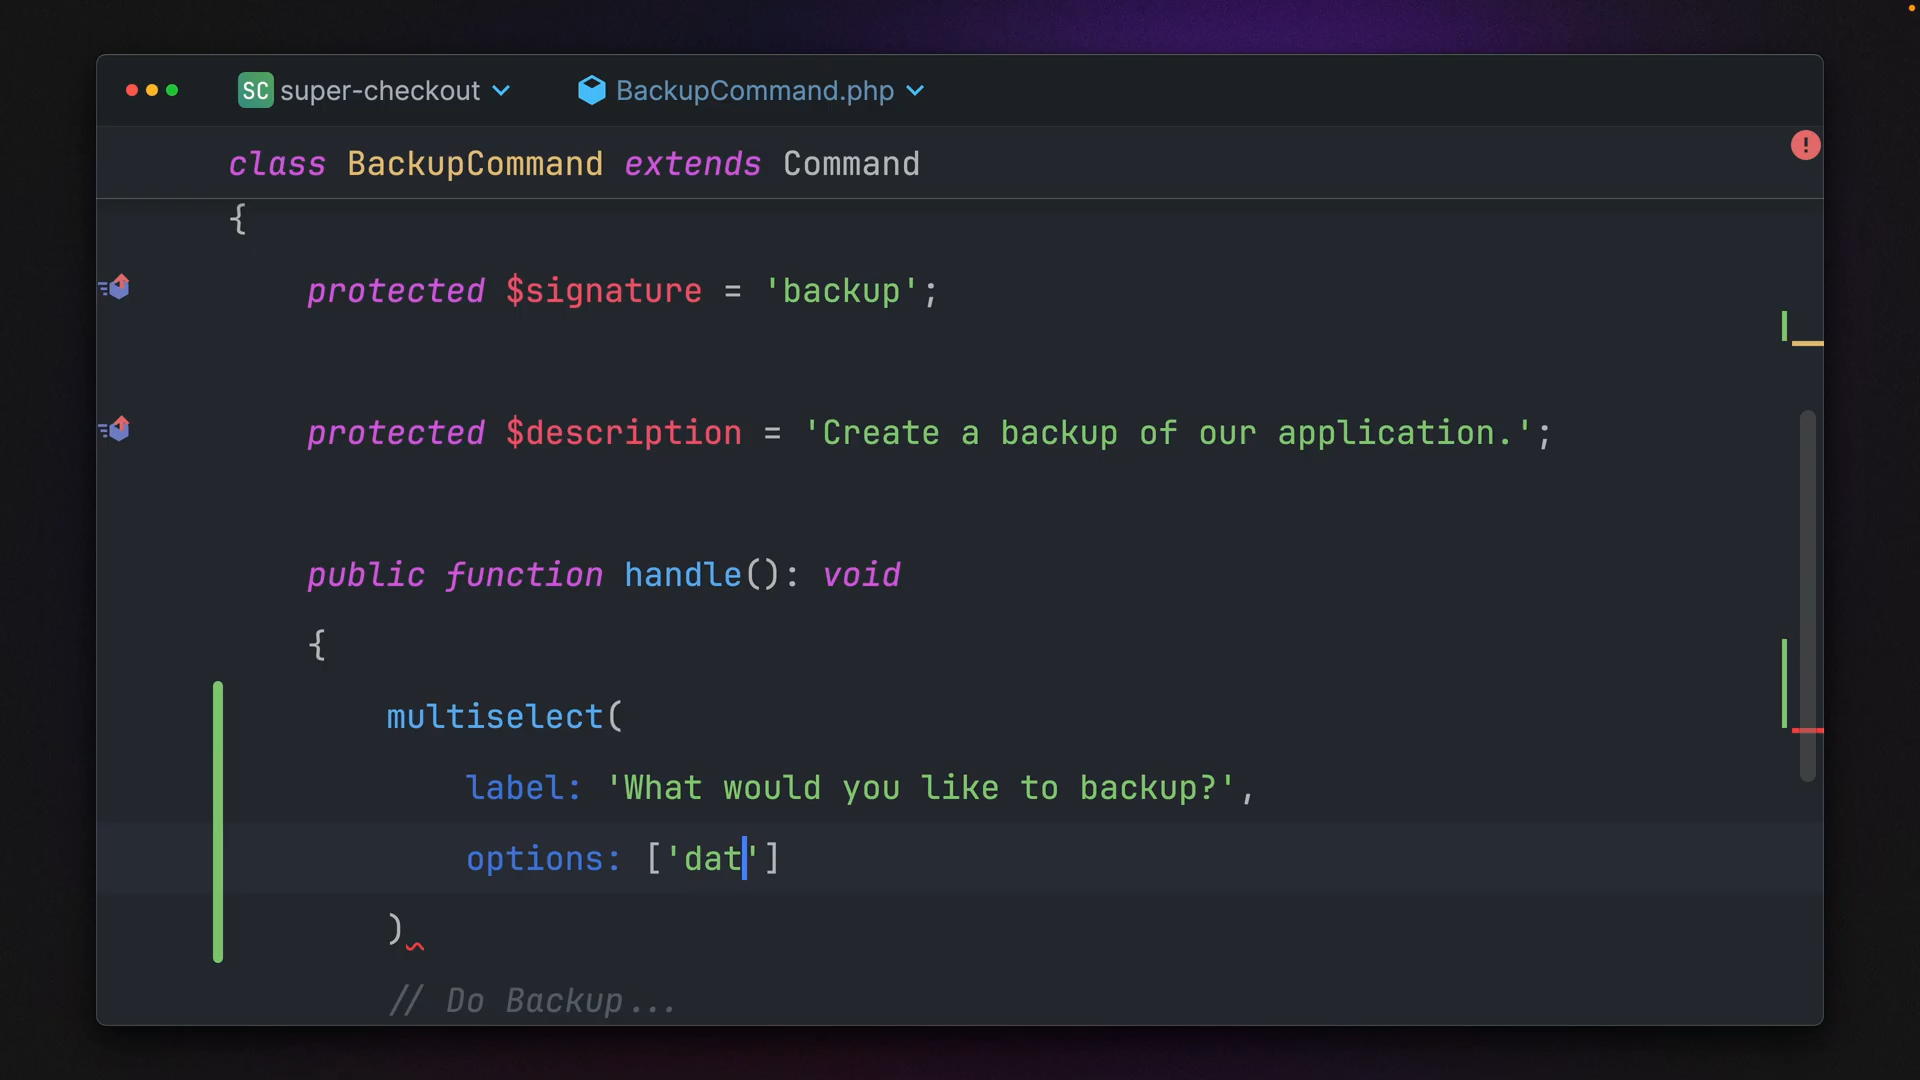 SC super-checkout BackupCommand.php
class BackupCommand extends Command
{
protected $signature = 'backup';
protected $description = 'Create a backup of our application.';
public function handle(): void
{
multiselect(
label: 'What would you like to backup?',
options: ['dat']
)
// Do Backup...